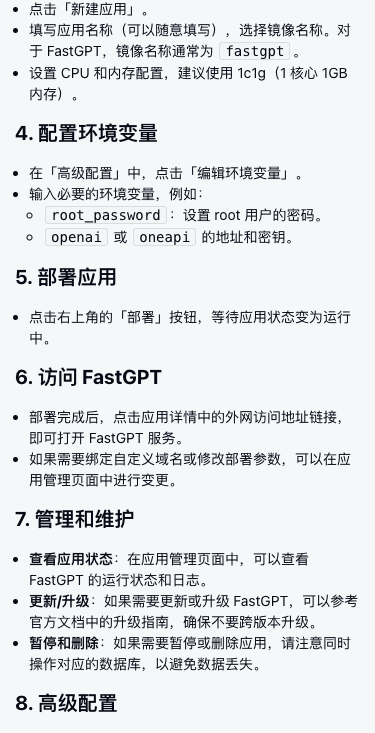 点击「新建应用」。
填写应用名称（可以随意填写），选择镜像名称。对
于 FastGPT，镜像名称通常为 fastgpt 。
设置 CPU 和内存配置，建议使用 1c1g（1 核心 1GB
内存）。
4. 配置环境变量
在「高级配置」中，点击「编辑环境变量」。
输入必要的环境变量，例如：
root_password ：设置 root 用户的密码。
openai 或 oneapi 的地址和密钥。
5. 部署应用
点击右上角的「部署」按钮，等待应用状态变为运行
中。
6. 访问 FastGPT
部署完成后，点击应用详情中的外网访问地址链接，
即可打开 FastGPT 服务。
如果需要绑定自定义域名或修改部署参数，可以在应
用管理页面中进行变更。
7. 管理和维护
查看应用状态：在应用管理页面中，可以查看
FastGPT 的运行状态和日志。
更新/升级：如果需要更新或升级 FastGPT，可以参考
官方文档中的升级指南，确保不要跨版本升级。
暂停和删除：如果需要暂停或删除应用，请注意同时
操作对应的数据库，以避免数据丢失。
8. 高级配置